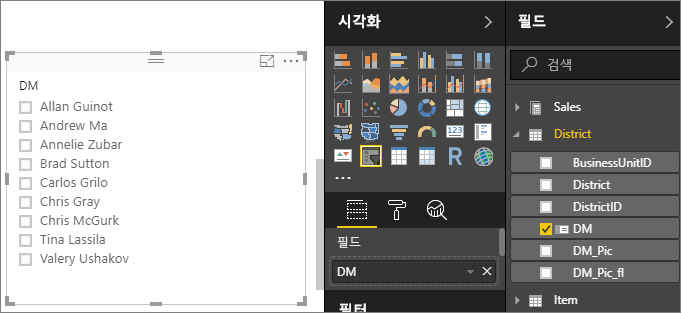 DM
Allan Guinot
Andrew Ma
Annelie Zubar
Brad Sutton
Carlos Grilo
Chris Gray
Chris McGurk
Tina Lassila
Valery Ushakov
시각화
123
R
필드
DM
필터
필드
검색
Sales
District
BusinessUnitID
District
DistrictID
DM
DM_Pic
DM_Pic_fl
Item